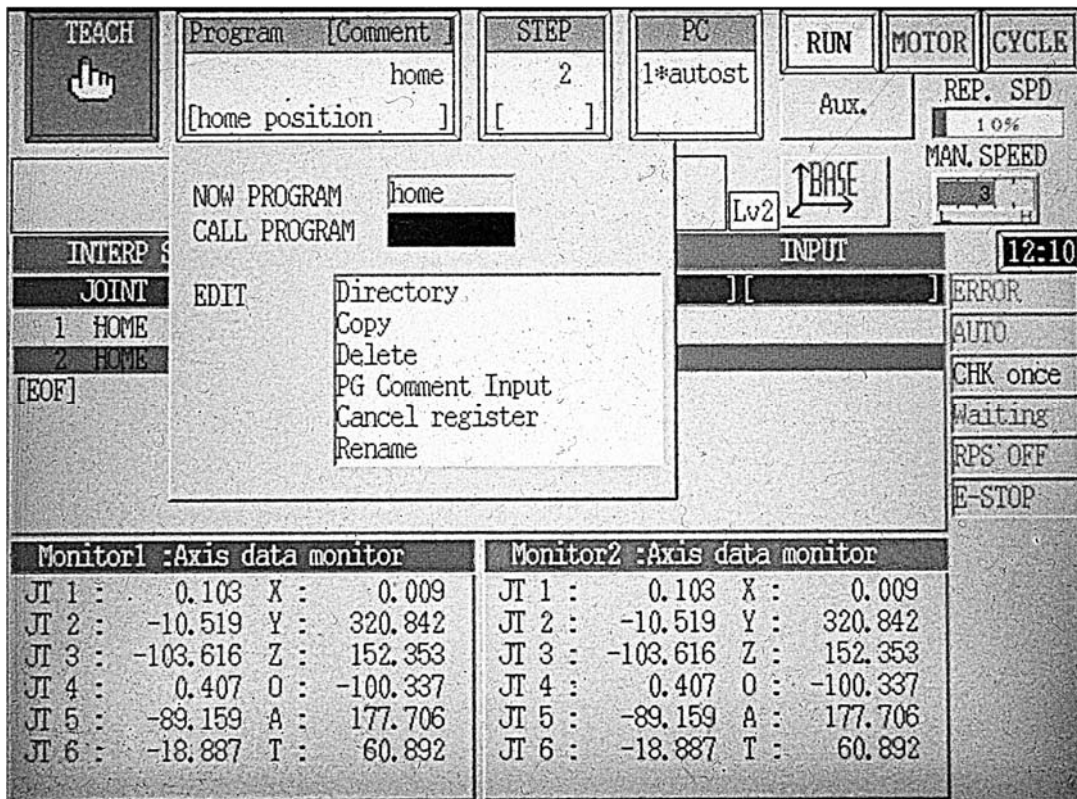 TEACH
Program [Comment ]
home
[home position ]
STEP
2
[ ]
PC
1*autost
RUN
MOTOR
CYCLE
Aux.
REP. SPD
10%
MAN. SPEED
3
L H
BASE
Lv2
NOW PROGRAM home
CALL PROGRAM
EDIT
Directory
Copy
Delete
PG Comment Input
Cancel register
Rename
INTERP S
INPUT
JOINT ][ ]
1 HOME
2 HOME
[EOF]
12:10
ERROR
AUTO
CHK once
Waiting
RPS OFF
E-STOP
Monitor1 :Axis data monitor
JT 1 : 0.103 X : 0.009
JT 2 : -10.519 Y : 320.842
JT 3 : -103.616 Z : 152.353
JT 4 : 0.407 O : -100.337
JT 5 : -89.159 A : 177.706
JT 6 : -18.887 T : 60.892
Monitor2 :Axis data monitor
JT 1 : 0.103 X : 0.009
JT 2 : -10.519 Y : 320.842
JT 3 : -103.616 Z : 152.353
JT 4 : 0.407 O : -100.337
JT 5 : -89.159 A : 177.706
JT 6 : -18.887 T : 60.892